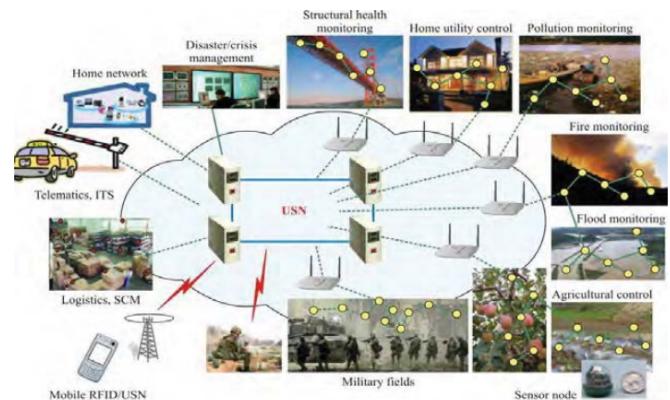 Structural health
monitoring
Home utility control
Pollution monitoring
Disaster/crisis
management
Home network
Fire monitoring
Telematics, ITS
USN
Flood monitoring
Logistics, SCM
Agricultural control
Military fields
Mobile RFID/USN
Sensor node